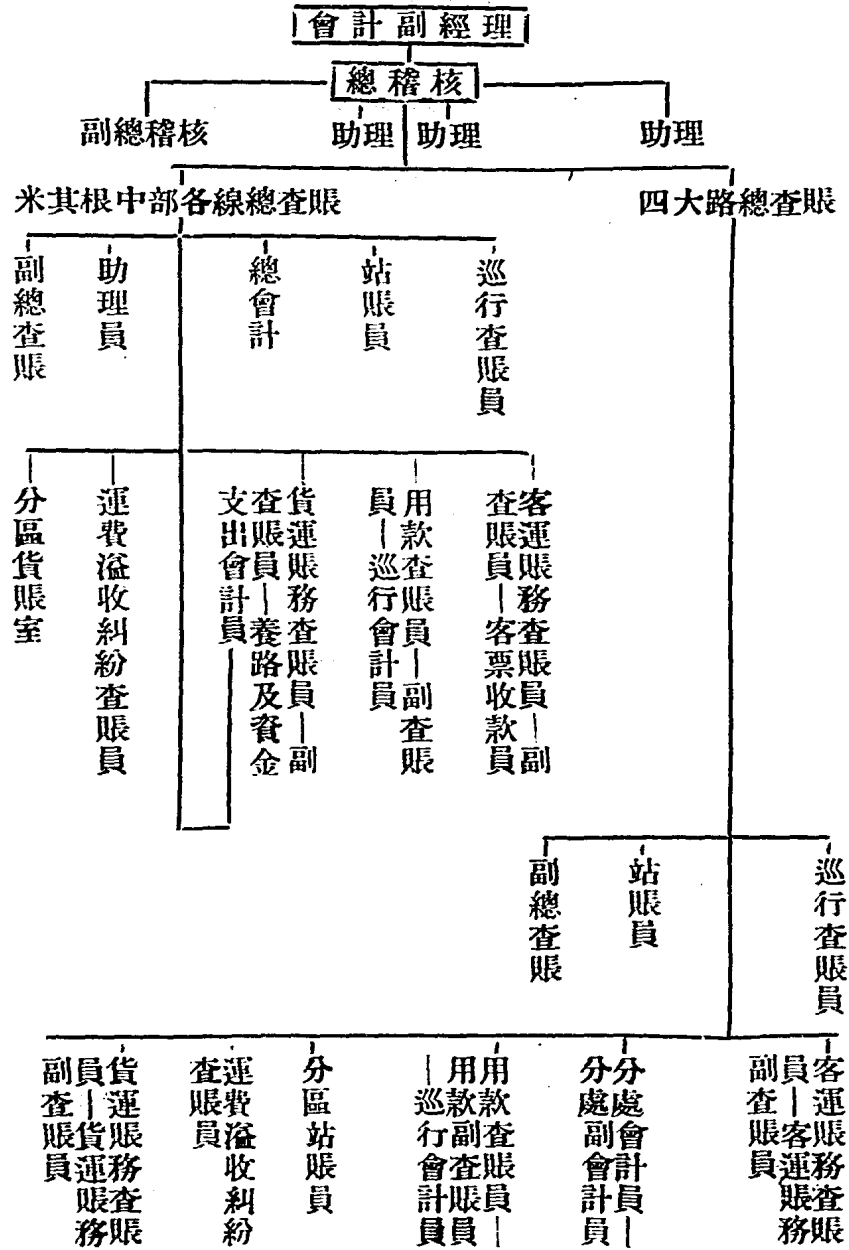 會計副經理
總稽核
副總稽核
助理
助理
助理
米其根中部各線總查賬
四大路總查賬
副總查賬
助理員
總會計
站賬員
巡行查賬員
分區貨賬室
運費溢收糾紛查賬員
貨運賬務查賬員—副
查賬員—養路及資金
支出會計員
用款查賬員—副查賬
員—巡行會計員
客運賬務查賬員—副
查賬員—客票收款員
副總查賬
站賬員
巡行查賬員
貨運賬務查賬
員—貨運賬務
副查賬員
運費溢收糾紛
查賬員
分區站賬員
用款查賬員—
用款副查賬員
—巡行會計員
分處會計員—
分處副會計員
客運賬務查賬
員—客運賬務
副查賬員